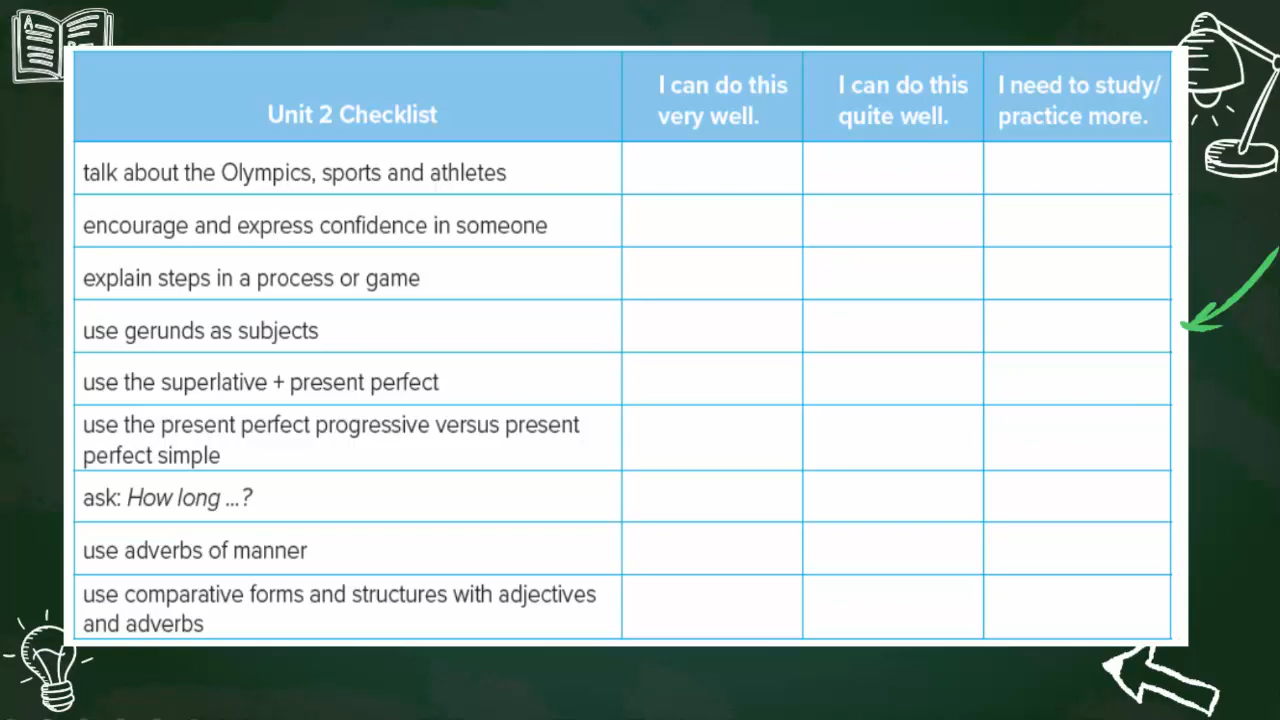 Unit 2 Checklist
I can do this
very well.
I can do this
quite well.
I need to study/
practice more.
talk about the Olympics, sports and athletes
encourage and express confidence in someone
explain steps in a process or game
use gerunds as subjects
use the superlative + present perfect
use the present perfect progressive versus present
perfect simple
ask: How long ...?
use adverbs of manner
use comparative forms and structures with adjectives
and adverbs